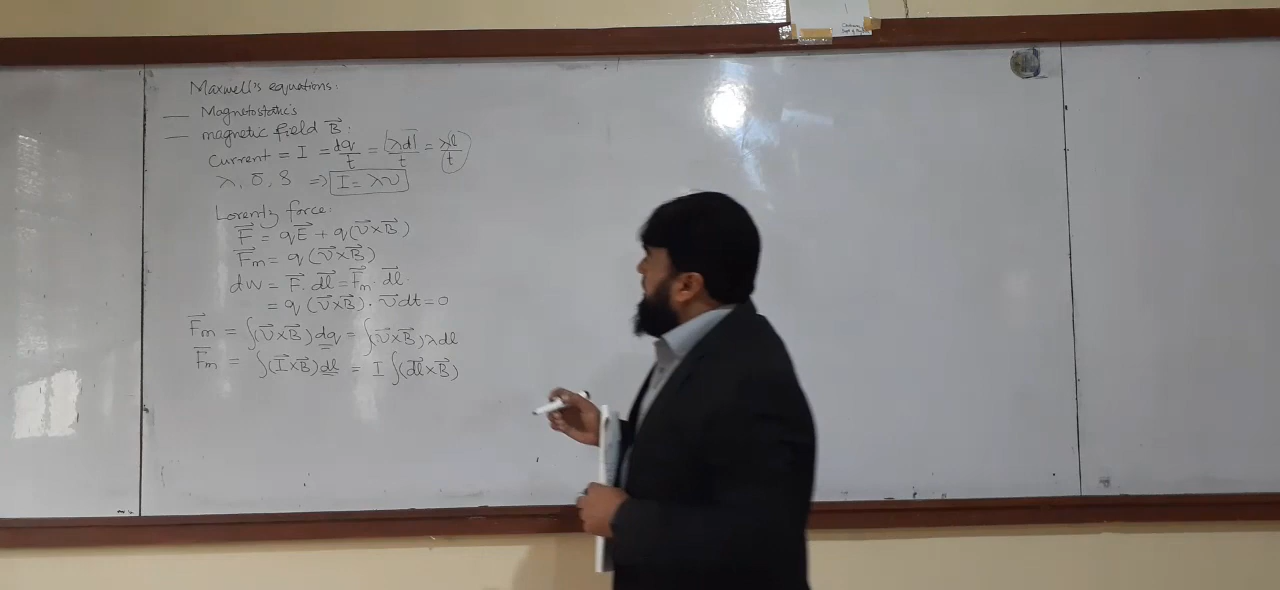 Maxwell's equations:
— Magnetostatic's
— magnetic field B⃗:
Current = I = dq/t = λdl/t = λl/t
λ, σ, ρ ⇒ I = λv
Lorentz force:
F⃗ = qE⃗ + q(v⃗×B⃗)
F⃗m = q(v⃗×B⃗)
dW = F⃗·dl⃗ = F⃗m·dl⃗
= q(v⃗×B⃗)·v⃗dt = 0
F⃗m = ∫(v⃗×B⃗)dq = ∫(v⃗×B⃗)λdl
F⃗m = ∫(I⃗×B⃗)dl = I∫(dl⃗×B⃗)